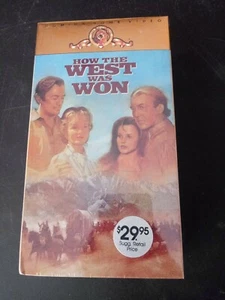 HOW THE
WEST
WAS
WON
$29.95
Sugg. Retail
Price